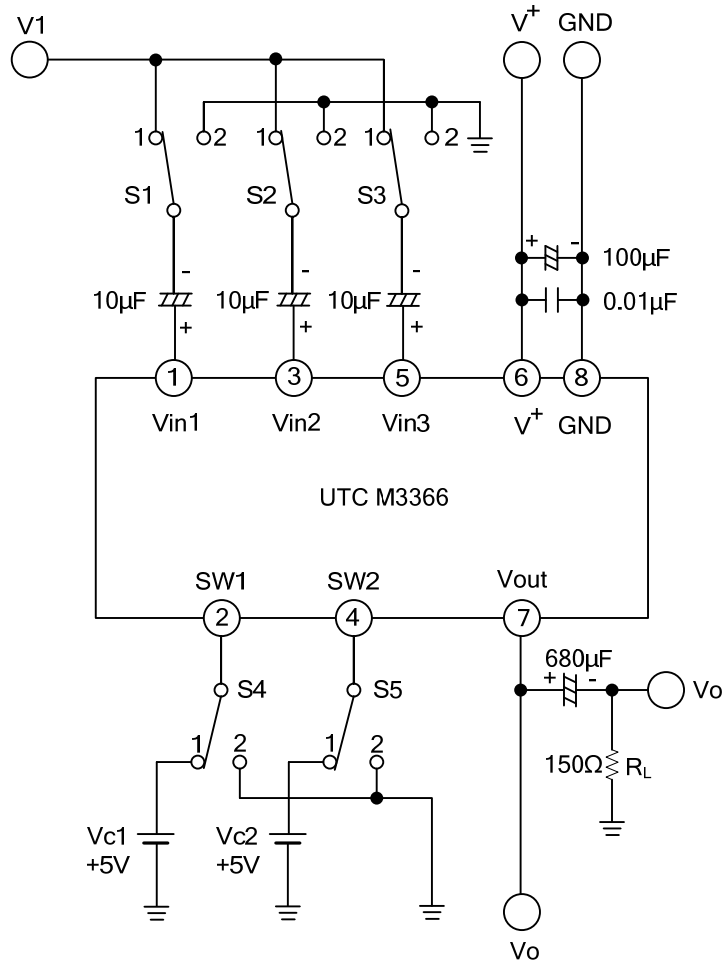 V1
V+ GND
1 2 1 2 1 2
S1 S2 S3
- - -
+ -
100µF
10µF 10µF 10µF
0.01µF
+ + +
1 3 5 6 8
Vin1 Vin2 Vin3 V+ GND
UTC M3366
SW1 SW2 Vout
2 4 7
680µF
+ -
S4 S5 Vo
1 2 1 2
150Ω RL
Vc1 Vc2
+5V +5V
Vo